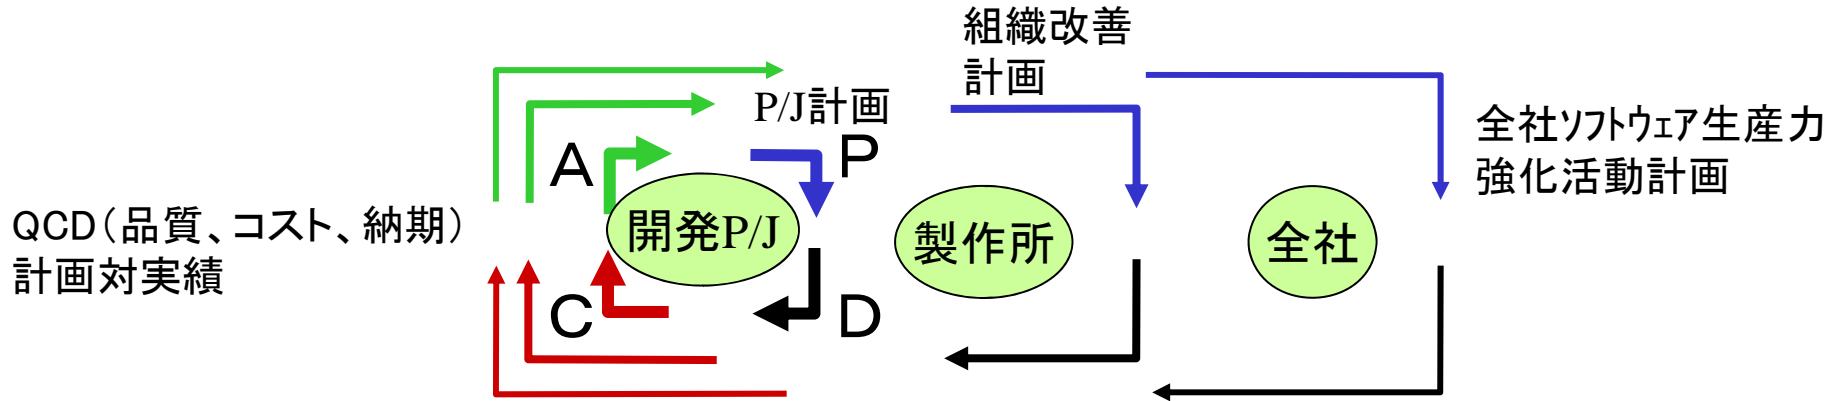 組織改善
計画
P/J計画
全社ソフトウェア生産力
強化活動計画
A
P
QCD(品質、コスト、納期)
計画対実績
開発P/J
製作所
全社
C
D